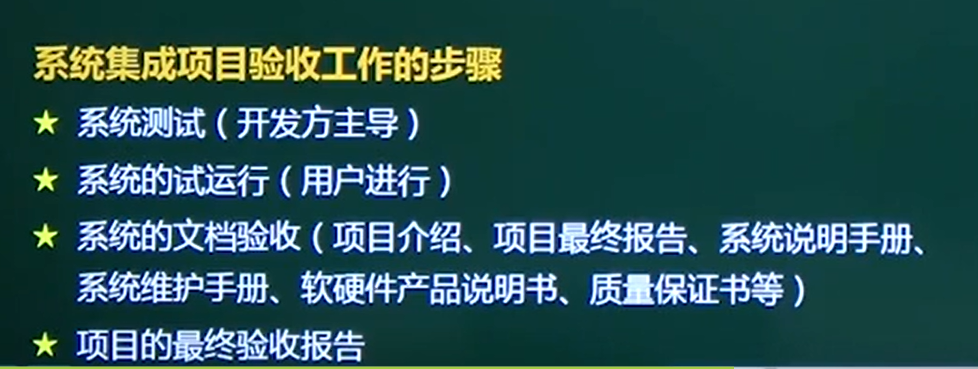 系统集成项目验收工作的步骤
★ 系统测试（开发方主导）
★ 系统的试运行（用户进行）
★ 系统的文档验收（项目介绍、项目最终报告、系统说明手册、
系统维护手册、软硬件产品说明书、质量保证书等）
★ 项目的最终验收报告